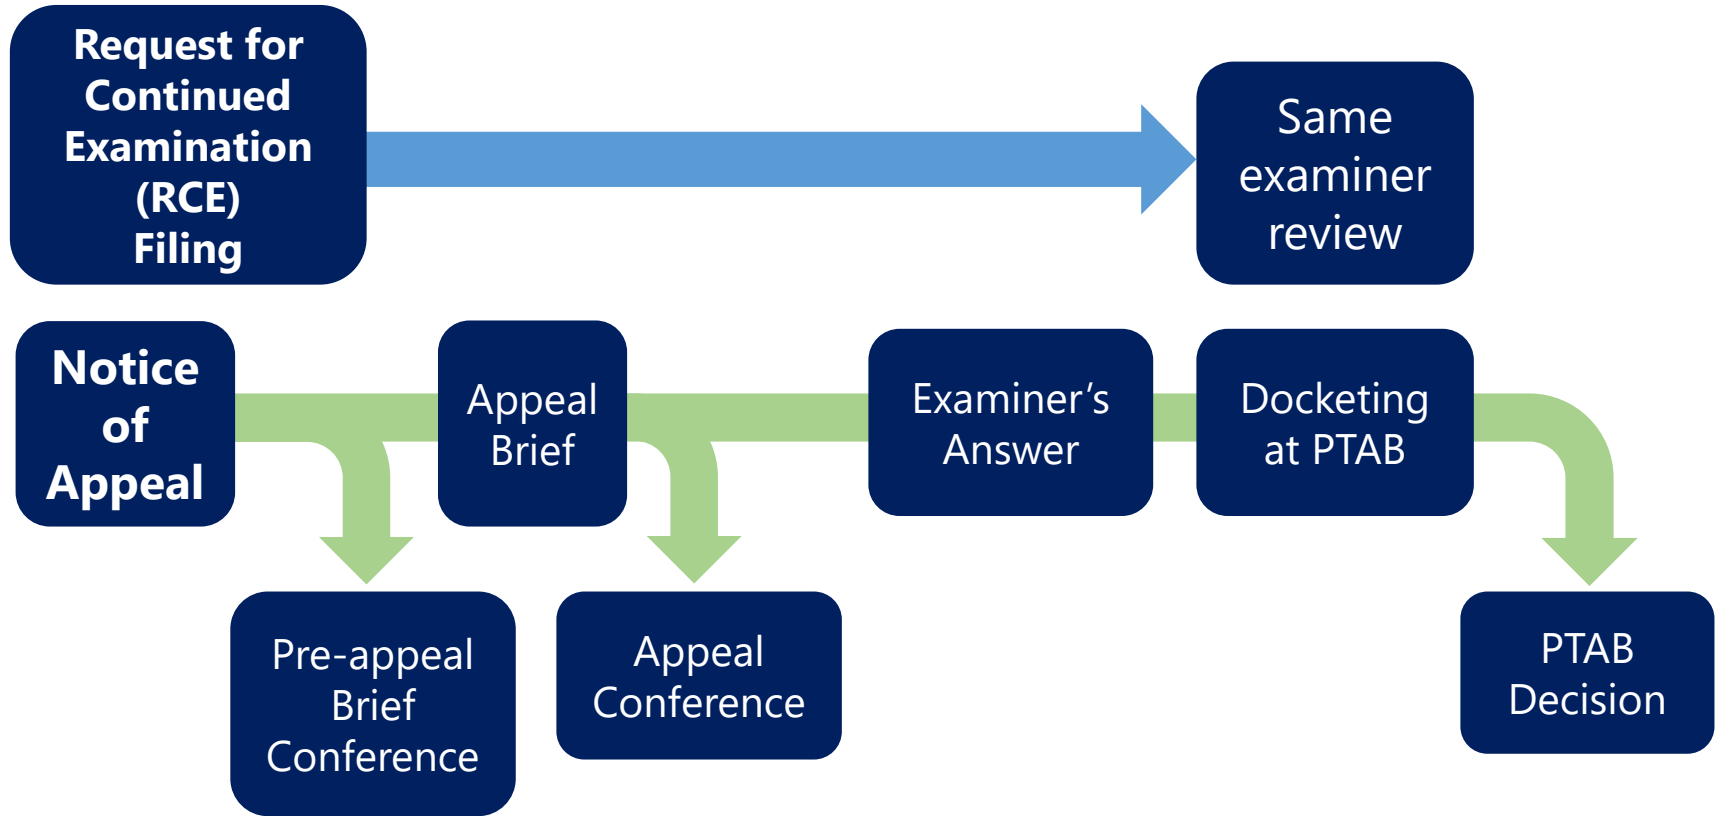 Request for
Continued
Examination
(RCE)
Filing
Same
examiner
review
Notice
of
Appeal
Appeal
Brief
Examiner’s
Answer
Docketing
at PTAB
Pre-appeal
Brief
Conference
Appeal
Conference
PTAB
Decision